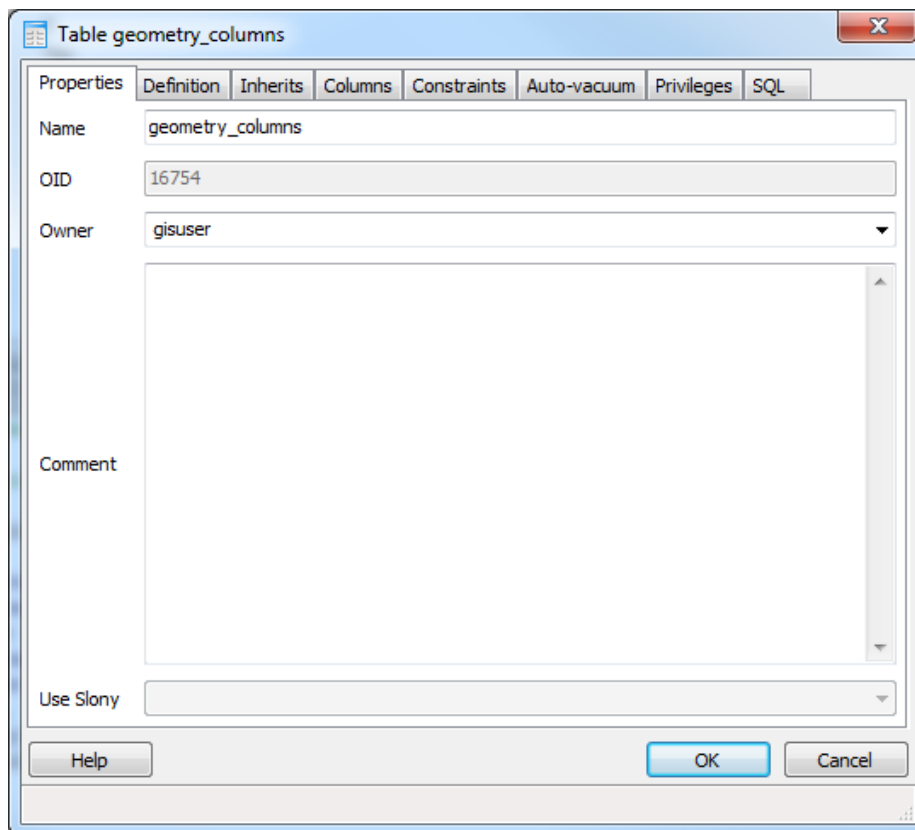 Table geometry_columns
Properties Definition Inherits Columns Constraints Auto-vacuum Privileges SQL
Name geometry_columns
OID 16754
Owner gisuser
Comment
Use Slony
Help OK Cancel